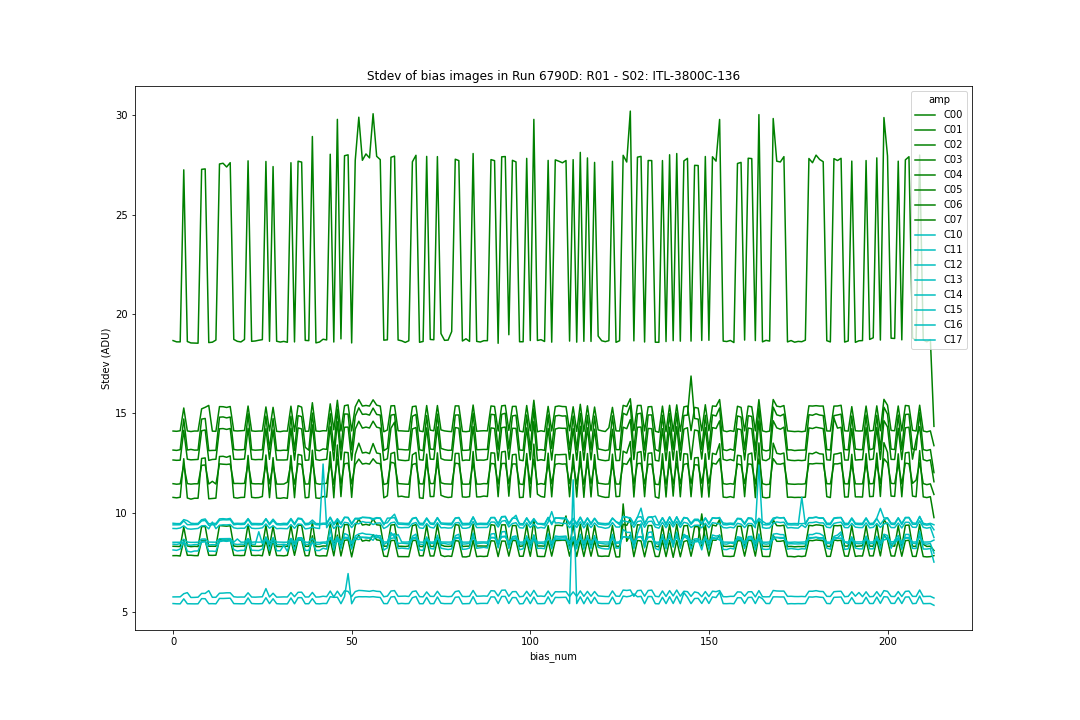 Stdev of bias images in Run 6790D: R01 - S02: ITL-3800C-136
amp
C00
C01
C02
C03
C04
C05
C06
C07
C10
C11
C12
C13
C14
C15
C16
C17
30
25
20
15
10
5
Stdev (ADU)
0 50 100 150 200
bias_num